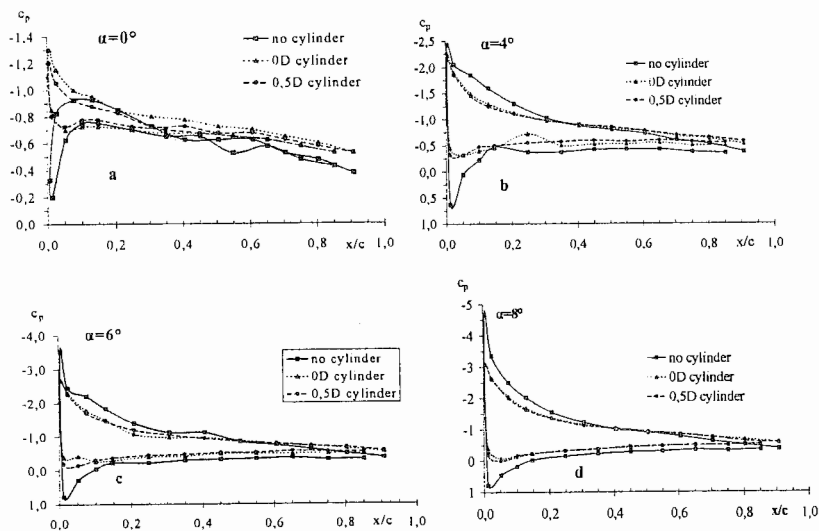 cp
α=0°
-1.4
-1.2
-1.0
-0.8
-0.6
-0.4
-0.2
0,0
0,0 0,2 0,4 0,6 0,8 x/c 1,0
no cylinder
0D cylinder
0,5D cylinder
a
cp
α=4°
-2,5
-2,0
-1,5
-1,0
-0,5
0,0
0,5
1,0
0,0 0,2 0,4 0,6 0,8 x/c 1,0
no cylinder
0D cylinder
0,5D cylinder
b
cp
α=6°
-4,0
-3,0
-2,0
-1,0
0,0
1,0
0,0 0,2 0,4 0,6 0,8 x/c 1,0
no cylinder
0D cylinder
0,5D cylinder
c
cp
α=8°
-5
-4
-3
-2
-1
0
1
0,0 0,2 0,4 0,6 0,8 x/c 1,0
no cylinder
0D cylinder
0,5D cylinder
d